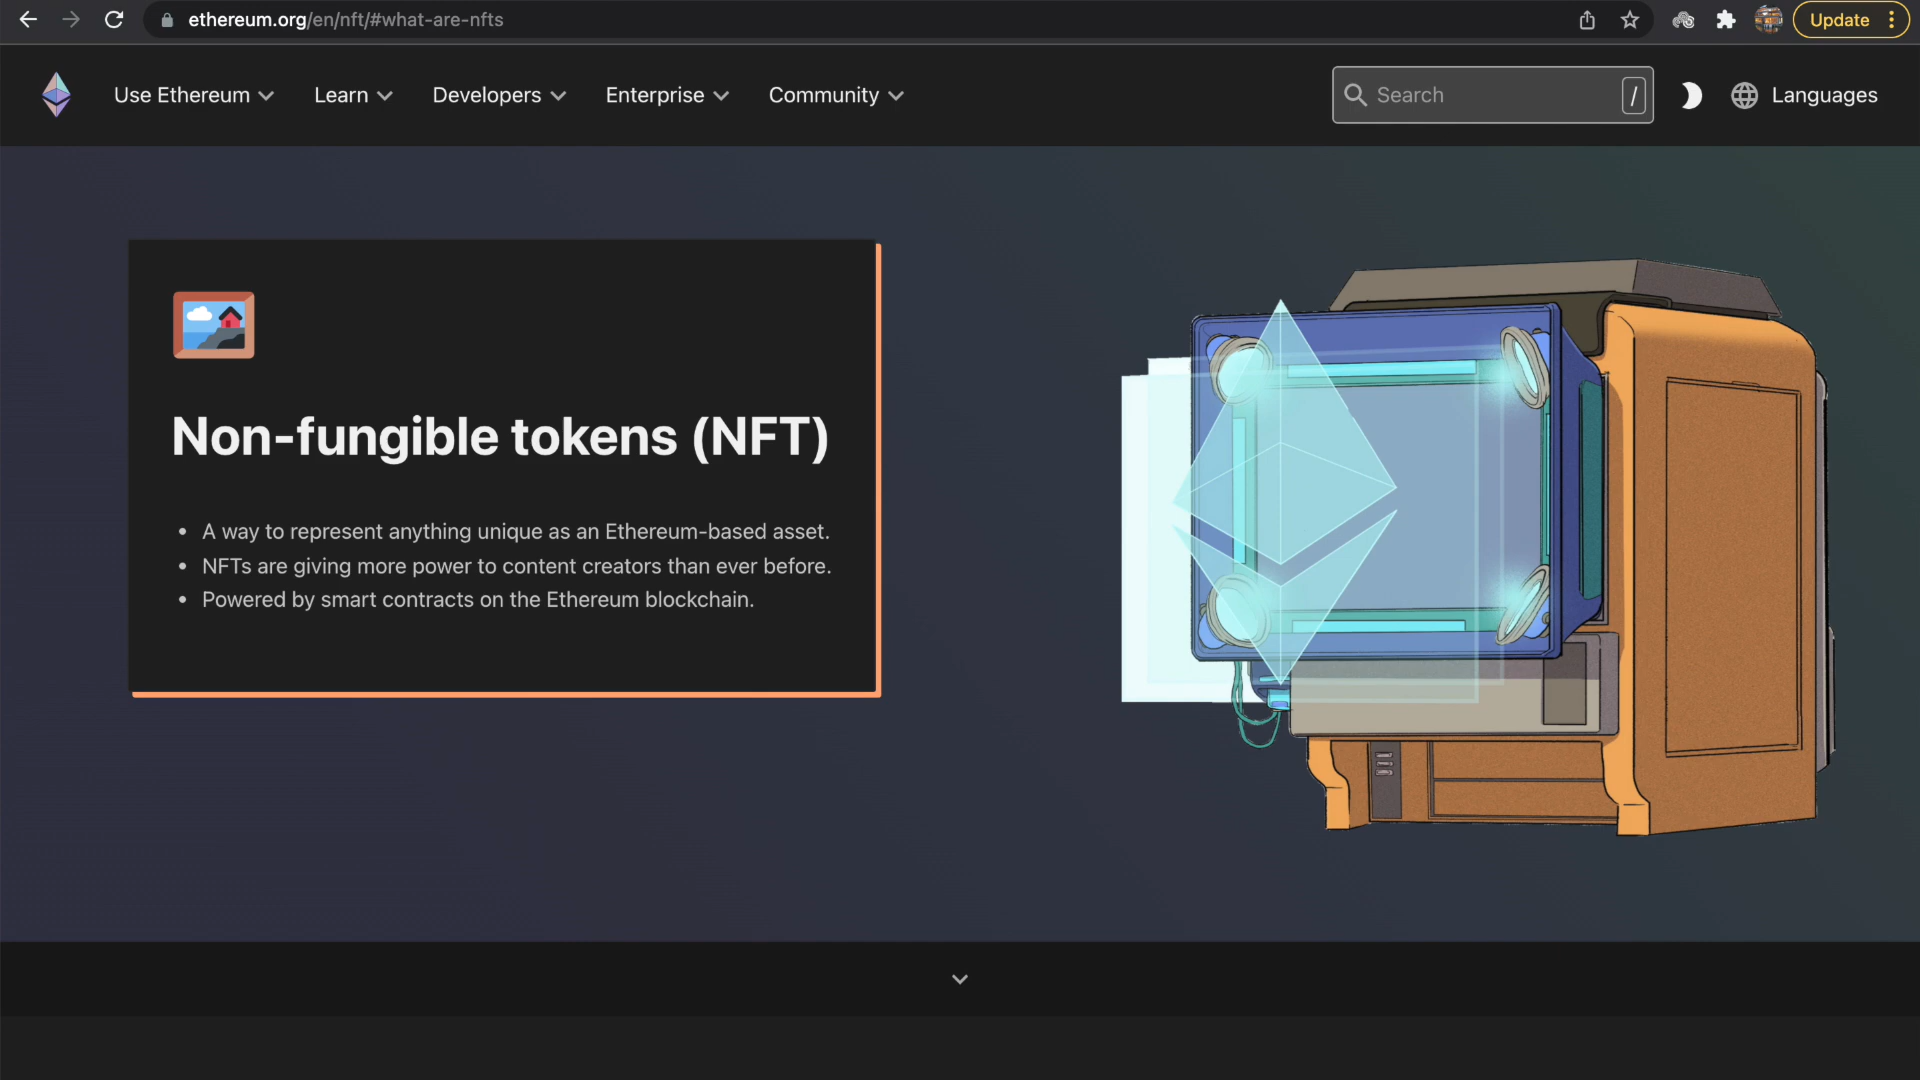 ethereum.org/en/nft/#what-are-nfts
Update
Use Ethereum
Learn
Developers
Enterprise
Community
Search
/
Languages
Non-fungible tokens (NFT)
A way to represent anything unique as an Ethereum-based asset.
NFTs are giving more power to content creators than ever before.
Powered by smart contracts on the Ethereum blockchain.